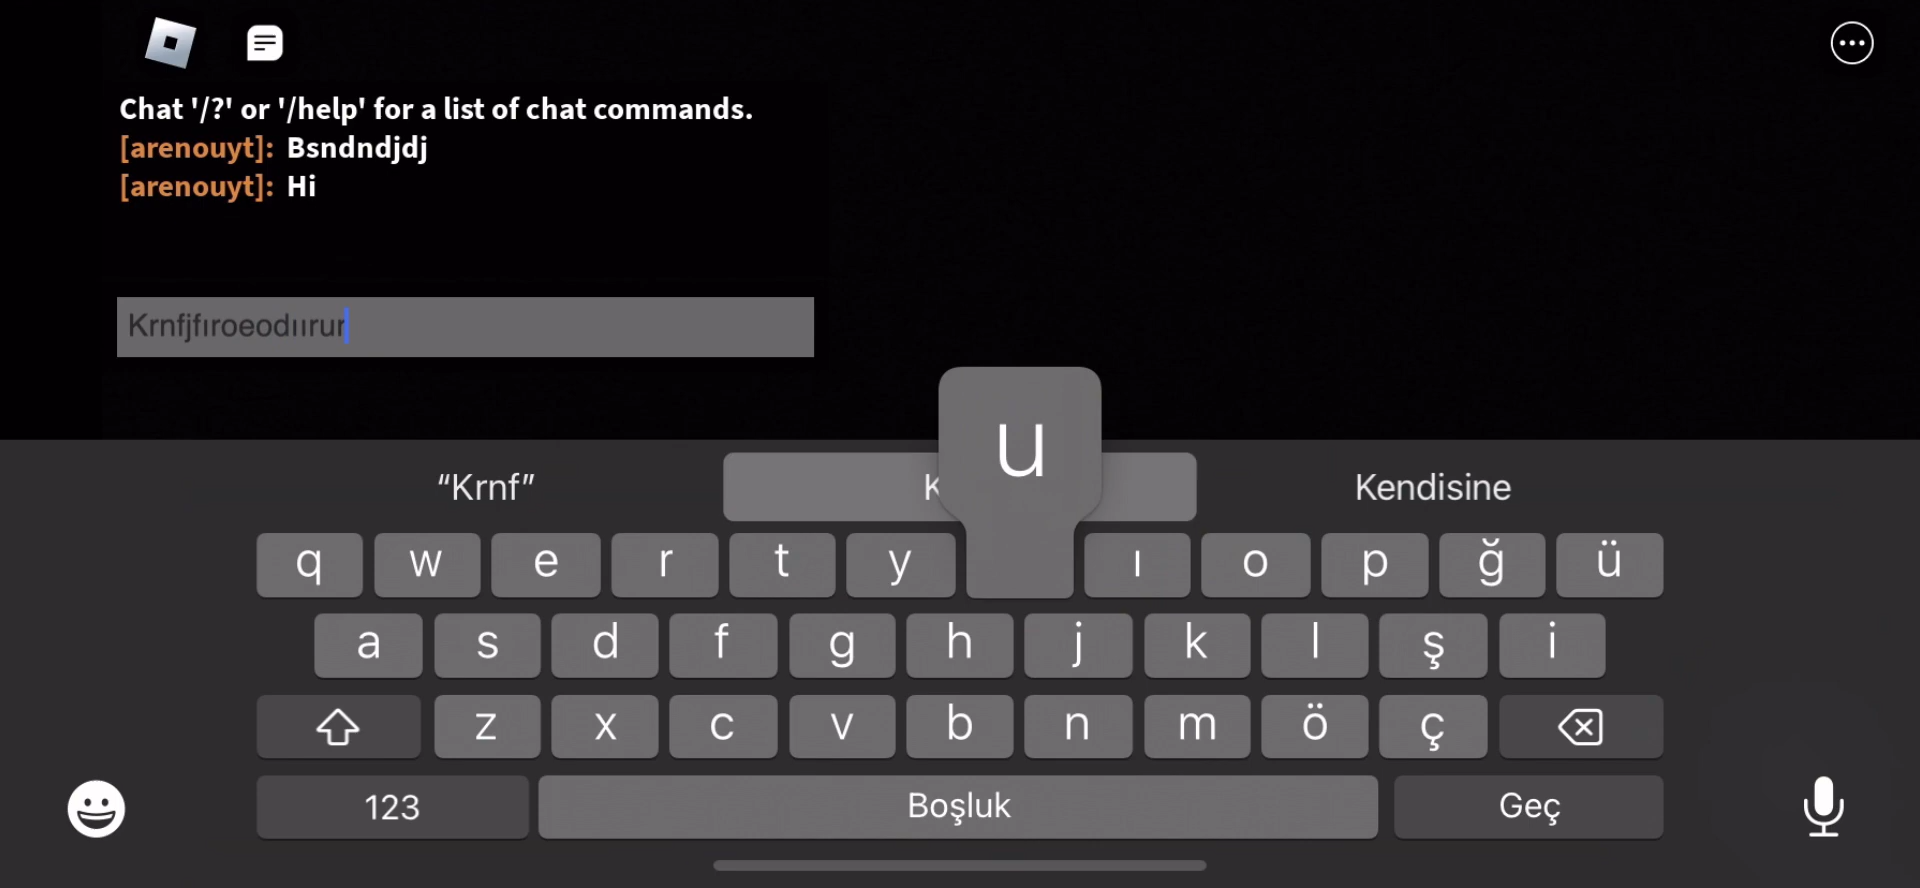 Chat '/?' or '/help' for a list of chat commands.
[arenouyt]: Bsndndjdj
[arenouyt]: Hi
Krnfjfıroeodıırur
“Krnf” Kendisine
u
q w e r t y ı o p ğ ü
a s d f g h j k l ş i
z x c v b n m ö ç
123 Boşluk Geç